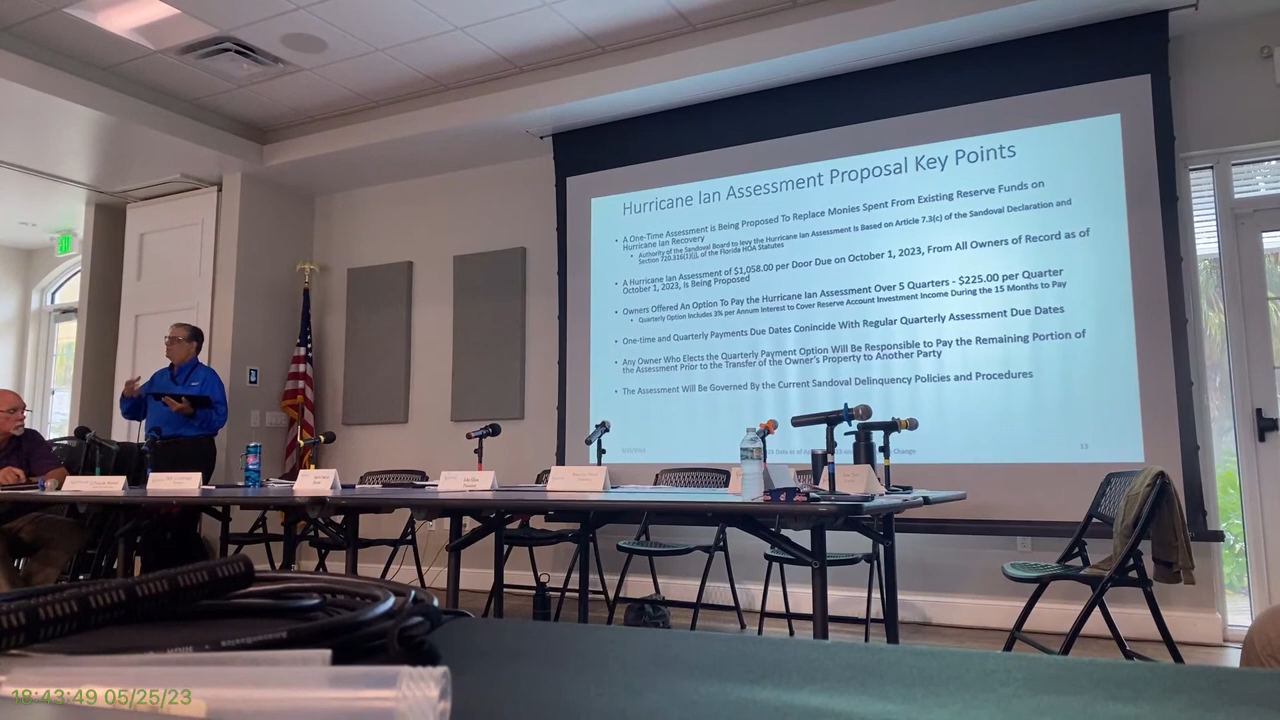 Hurricane Ian Assessment Proposal Key Points
• A One-Time Assessment is Being Proposed To Replace Monies Spent From Existing Reserve Funds on
Hurricane Ian Recovery
• Authority of the Sandoval Board to levy the Hurricane Ian Assessment Is Based on Article 7.3(c) of the Sandoval Declaration and
Section 720.316(1)(j), of the Florida HOA Statutes
• A Hurricane Ian Assessment of $1,058.00 per Door Due on October 1, 2023, From All Owners of Record as of
October 1, 2023, Is Being Proposed
• Owners Offered An Option To Pay the Hurricane Ian Assessment Over 5 Quarters - $225.00 per Quarter
• Quarterly Option Includes 3% per Annum Interest to Cover Reserve Account Investment Income During the 15 Months to Pay
• One-time and Quarterly Payments Due Dates Conincide With Regular Quarterly Assessment Due Dates
• Any Owner Who Elects the Quarterly Payment Option Will Be Responsible to Pay the Remaining Portion of
the Assessment Prior to the Transfer of the Owner's Property to Another Party
• The Assessment Will Be Governed By the Current Sandoval Delinquency Policies and Procedures
13
18:43:49 05/25/23